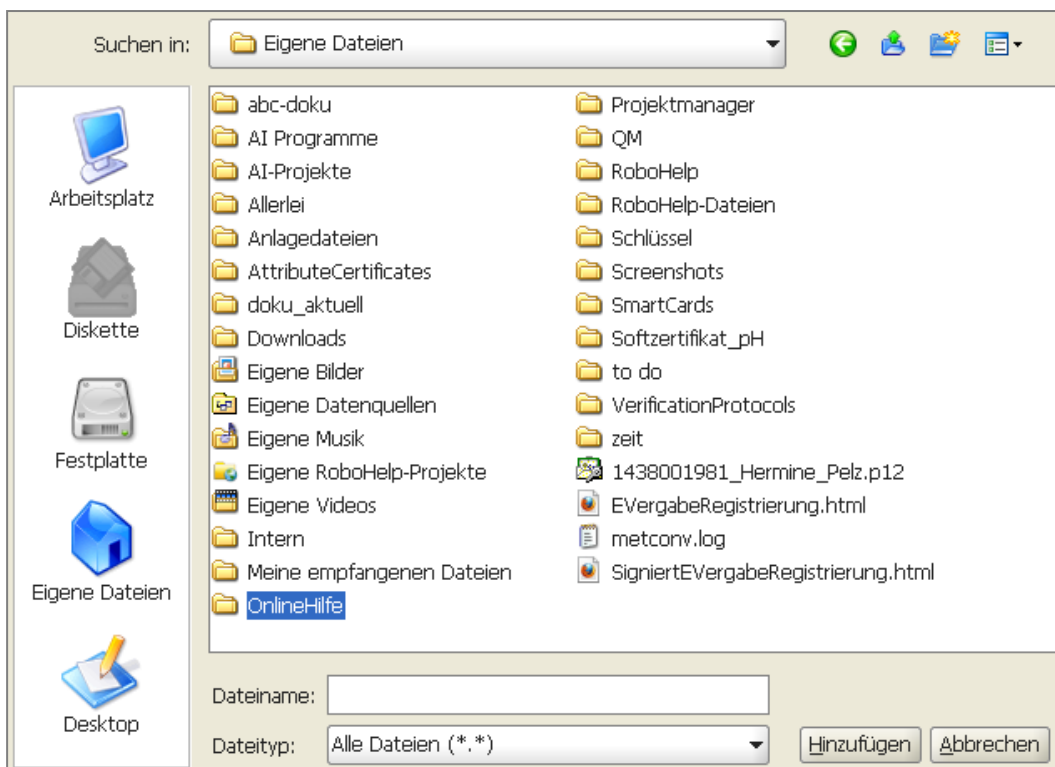 Suchen in:
Eigene Dateien
Arbeitsplatz
Diskette
Festplatte
Eigene Dateien
Desktop
abc-doku
AI Programme
AI-Projekte
Allerlei
Anlagedateien
AttributeCertificates
doku_aktuell
Downloads
Eigene Bilder
Eigene Datenquellen
Eigene Musik
Eigene RoboHelp-Projekte
Eigene Videos
Intern
Meine empfangenen Dateien
OnlineHilfe
Projektmanager
QM
RoboHelp
RoboHelp-Dateien
Schlüssel
Screenshots
SmartCards
Softzertifikat_pH
to do
VerificationProtocols
zeit
1438001981_Hermine_Pelz.p12
EVergabeRegistrierung.html
metconv.log
SigniertEVergabeRegistrierung.html
Dateiname:
Dateityp:
Alle Dateien (*.*)
Hinzufügen
Abbrechen